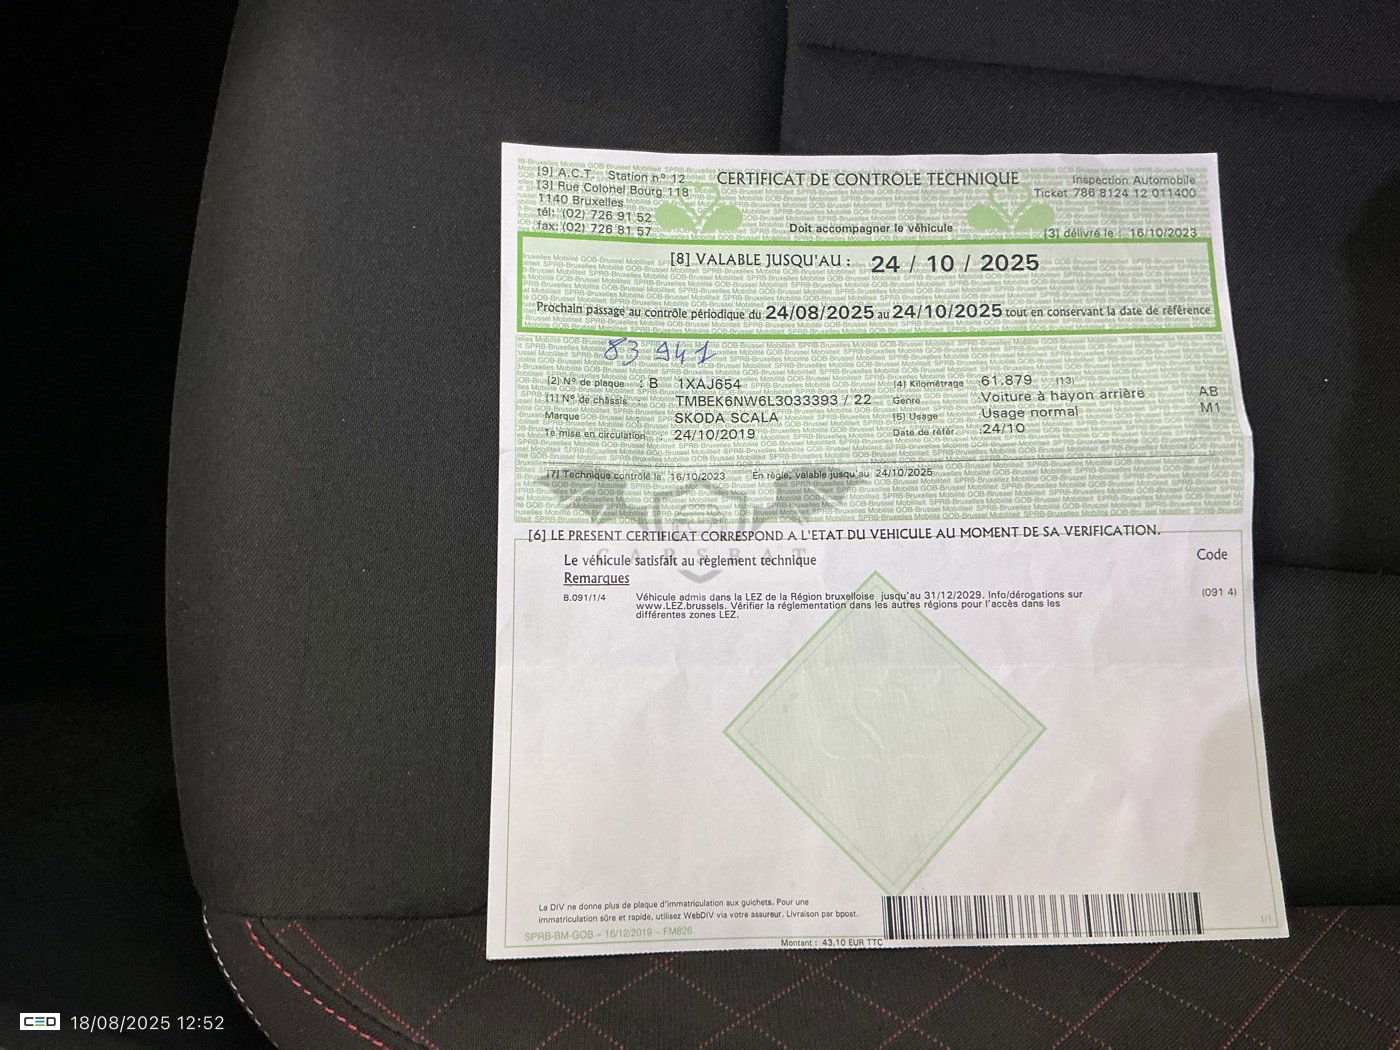 [9] A.C.T. Station n° 12
[3] Rue Colonel Bourg 118
1140 Bruxelles
tél: (02) 726 91 52
fax: (02) 726 81 57
CERTIFICAT DE CONTROLE TECHNIQUE
Doit accompagner le véhicule
Inspection Automobile
Ticket 786 8124 12 011400
[3] délivré le : 16/10/2023
[8] VALABLE JUSQU'AU : 24 / 10 / 2025
Prochain passage au contrôle périodique du 24/08/2025 au 24/10/2025 tout en conservant la date de référence
83 941
[2] N° de plaque : B 1XAJ654
[4] Kilométrage :61.879 (13)
[1] N° de châssis TMBEK6NW6L3033393 / 22
Genre :Voiture à hayon arrière AB
Marque SKODA SCALA
[5] Usage :Usage normal M1
1e mise en circulation : 24/10/2019
Date de référ. :24/10
[7] Technique contrôlé le 16/10/2023 En règle, valable jusqu'au 24/10/2025
[6] LE PRESENT CERTIFICAT CORRESPOND A L'ETAT DU VEHICULE AU MOMENT DE SA VERIFICATION.
CARSBAT
Le véhicule satisfait au règlement technique
Code
Remarques
B.091/1/4 Véhicule admis dans la LEZ de la Région bruxelloise jusqu'au 31/12/2029. Info/dérogations sur (091 4)
www.LEZ.brussels. Vérifier la réglementation dans les autres régions pour l'accès dans les
différentes zones LEZ.
La DIV ne donne plus de plaque d'immatriculation aux guichets. Pour une
immatriculation sûre et rapide, utilisez WebDIV via votre assureur. Livraison par bpost.
SPRB-BM-GOB – 16/12/2019 – FM826
Montant : 43,10 EUR TTC
1/1
CED 18/08/2025 12:52